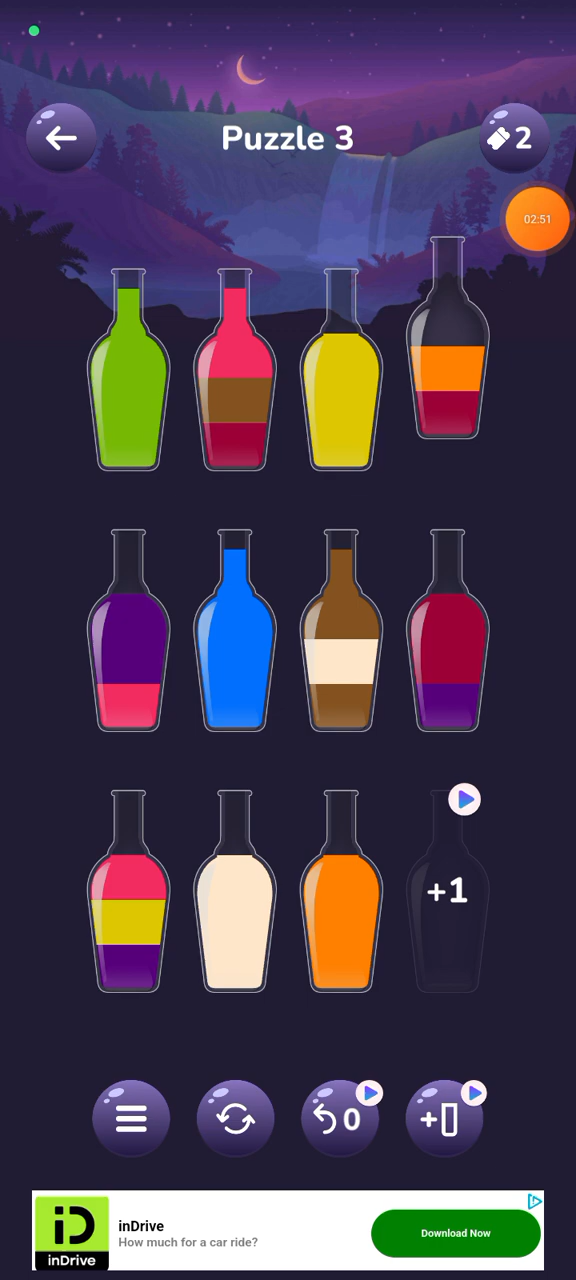 Puzzle 3
2
02:51
+1
0
+
inDrive
How much for a car ride?
Download Now
iD
inDrive